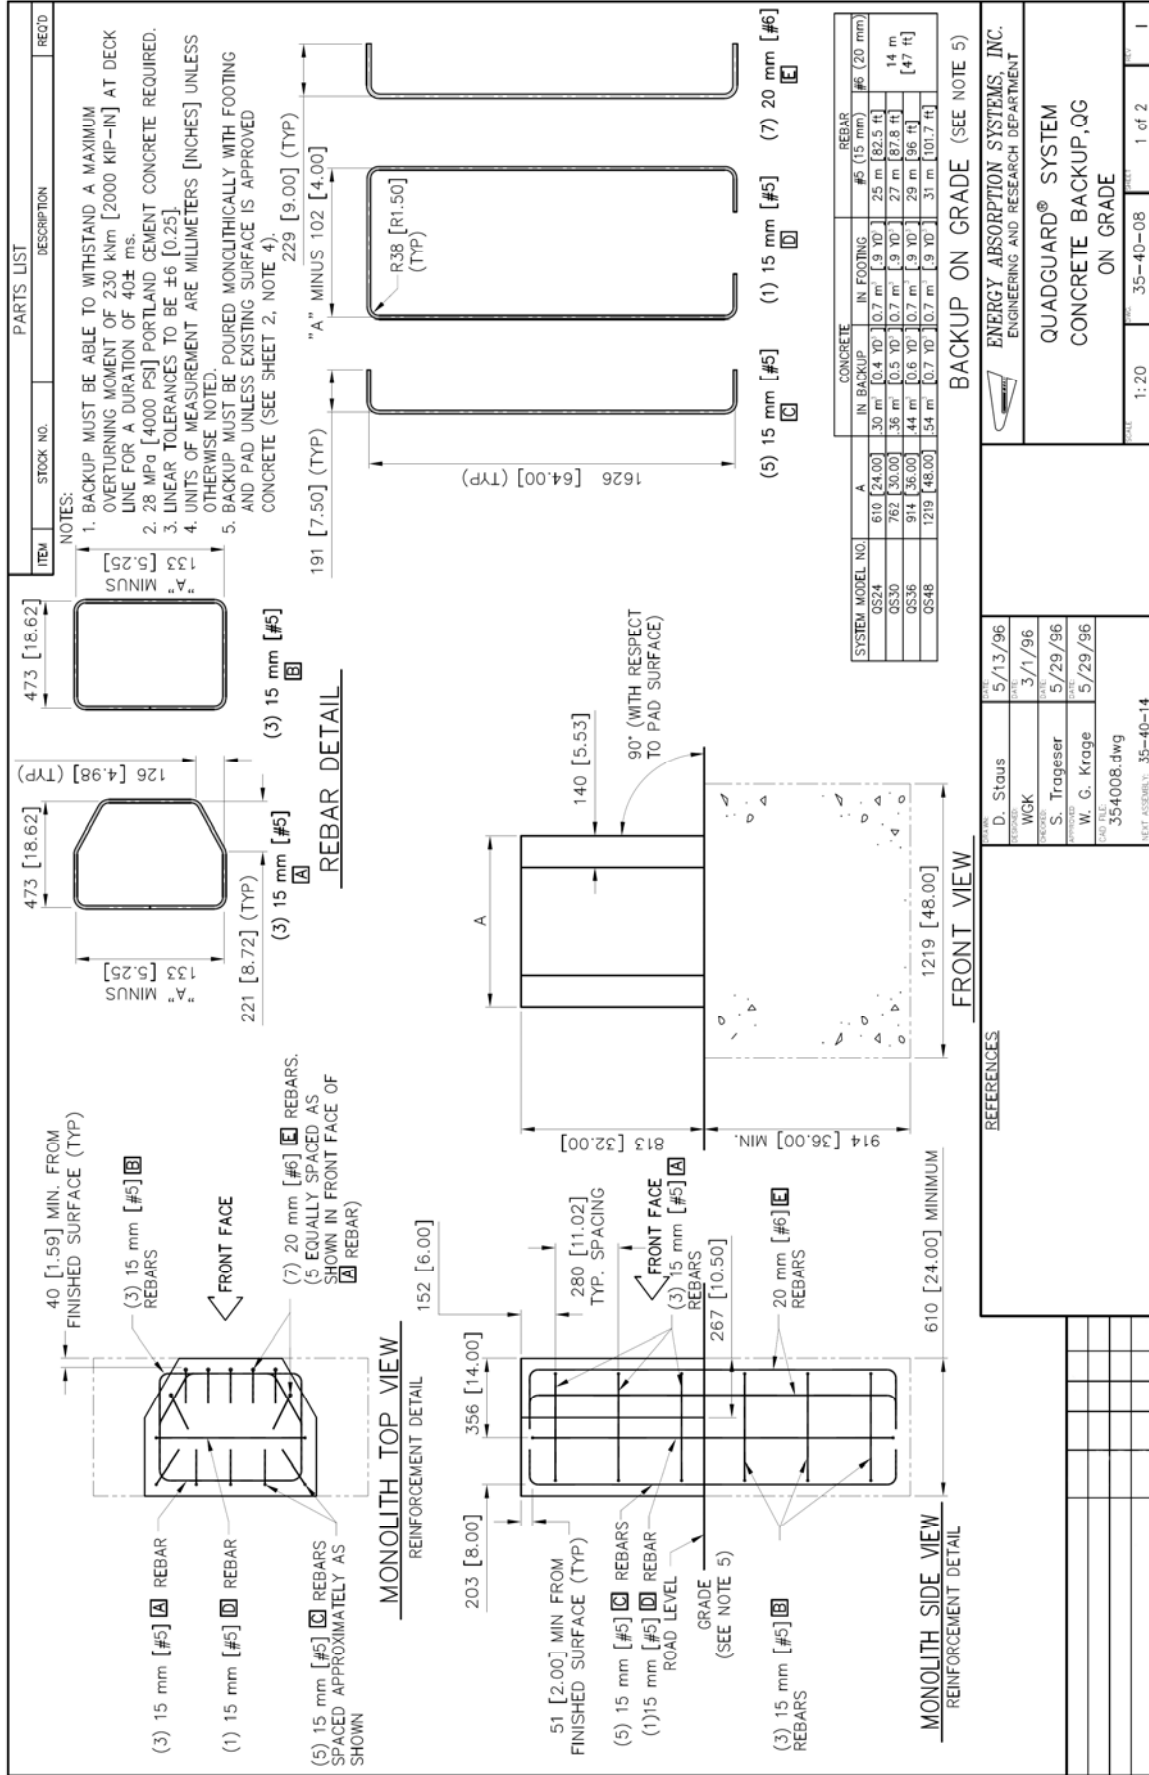 PARTS LIST
ITEM
STOCK NO.
DESCRIPTION
REQ'D
NOTES:
1. BACKUP MUST BE ABLE TO WITHSTAND A MAXIMUM
OVERTURNING MOMENT OF 230 kNm [2000 KIP-IN] AT DECK
LINE FOR A DURATION OF 40± ms.
2. 28 MPa [4000 PSI] PORTLAND CEMENT CONCRETE REQUIRED.
3. LINEAR TOLERANCES TO BE ±6 [0.25].
4. UNITS OF MEASUREMENT ARE MILLIMETERS [INCHES] UNLESS
OTHERWISE NOTED.
5. BACKUP MUST BE POURED MONOLITHICALLY WITH FOOTING
AND PAD UNLESS EXISTING SURFACE IS APPROVED
CONCRETE (SEE SHEET 2, NOTE 4).
40 [1.59] MIN. FROM
FINISHED SURFACE (TYP)
(3) 15 mm [#5] B
REBARS
FRONT FACE
(7) 20 mm [#6] E REBARS.
(5 EQUALLY SPACED AS
SHOWN IN FRONT FACE OF
A REBAR)
(3) 15 mm [#5] A REBAR
(1) 15 mm [#5] D REBAR
(5) 15 mm [#5] C REBARS
SPACED APPROXIMATELY AS
SHOWN
MONOLITH TOP VIEW
REINFORCEMENT DETAIL
473 [18.62]
"A" MINUS
133 [5.25]
126 [4.98] (TYP)
221 [8.72] (TYP)
(3) 15 mm [#5]
A
473 [18.62]
"A" MINUS
133 [5.25]
(3) 15 mm [#5]
B
REBAR DETAIL
191 [7.50] (TYP)
1626 [64.00] (TYP)
(5) 15 mm [#5]
C
"A" MINUS 102 [4.00]
R38 [R1.50]
(TYP)
(1) 15 mm [#5]
D
229 [9.00] (TYP)
(7) 20 mm [#6]
E
203 [8.00]
356 [14.00]
152 [6.00]
51 [2.00] MIN FROM
FINISHED SURFACE (TYP)
280 [11.02]
TYP. SPACING
FRONT FACE
(3) 15 mm [#5] A
REBARS
267 [10.50]
(5) 15 mm [#5] C REBARS
(1)15 mm [#5] D REBAR
ROAD LEVEL
GRADE
(SEE NOTE 5)
20 mm [#6] E
REBARS
(3) 15 mm [#5] B
REBARS
610 [24.00] MINIMUM
MONOLITH SIDE VIEW
REINFORCEMENT DETAIL
A
140 [5.53]
90° (WITH RESPECT
TO PAD SURFACE)
813 [32.00]
914 [36.00] MIN.
1219 [48.00]
FRONT VIEW
CONCRETE
REBAR
SYSTEM MODEL NO.
A
IN BACKUP
IN FOOTING
#5 (15 mm)
#6 (20 mm)
QS24 610 [24.00] .30 m³ [0.4 YD³] 0.7 m³ [.9 YD³] 25 m [82.5 ft]
QS30 762 [30.00] .36 m³ [0.5 YD³] 0.7 m³ [.9 YD³] 27 m [87.8 ft]
QS36 914 [36.00] .44 m³ [0.6 YD³] 0.7 m³ [.9 YD³] 29 m [96 ft]
QS48 1219 [48.00] .54 m³ [0.7 YD³] 0.7 m³ [.9 YD³] 31 m [101.7 ft]
14 m
[47 ft]
BACKUP ON GRADE (SEE NOTE 5)
REFERENCES
DRAWN: D. Staus DATE: 5/13/96
DESIGNED: WGK DATE: 3/1/96
CHECKED: S. Trageser DATE: 5/29/96
APPROVED: W. G. Krage DATE: 5/29/96
CAD FILE: 354008.dwg
NEXT ASSEMBLY: 35-40-14
ENERGY ABSORPTION SYSTEMS, INC.
ENGINEERING AND RESEARCH DEPARTMENT
QUADGUARD® SYSTEM
CONCRETE BACKUP,QG
ON GRADE
SCALE 1:20
35-40-08
SHEET 1 of 2
REV. I